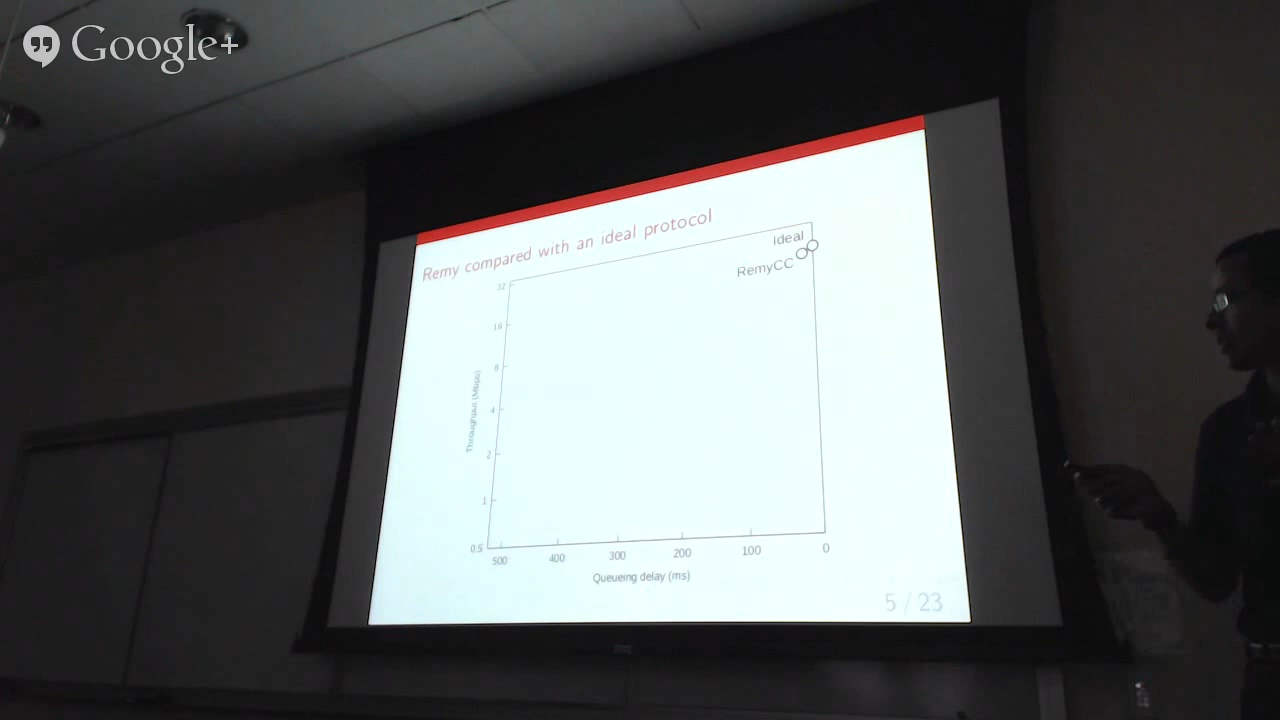 Google+
Remy compared with an ideal protocol
Ideal
RemyCC
32
16
8
4
2
1
0.5
Throughput (Mbps)
500 400 300 200 100 0
Queueing delay (ms)
5 / 23